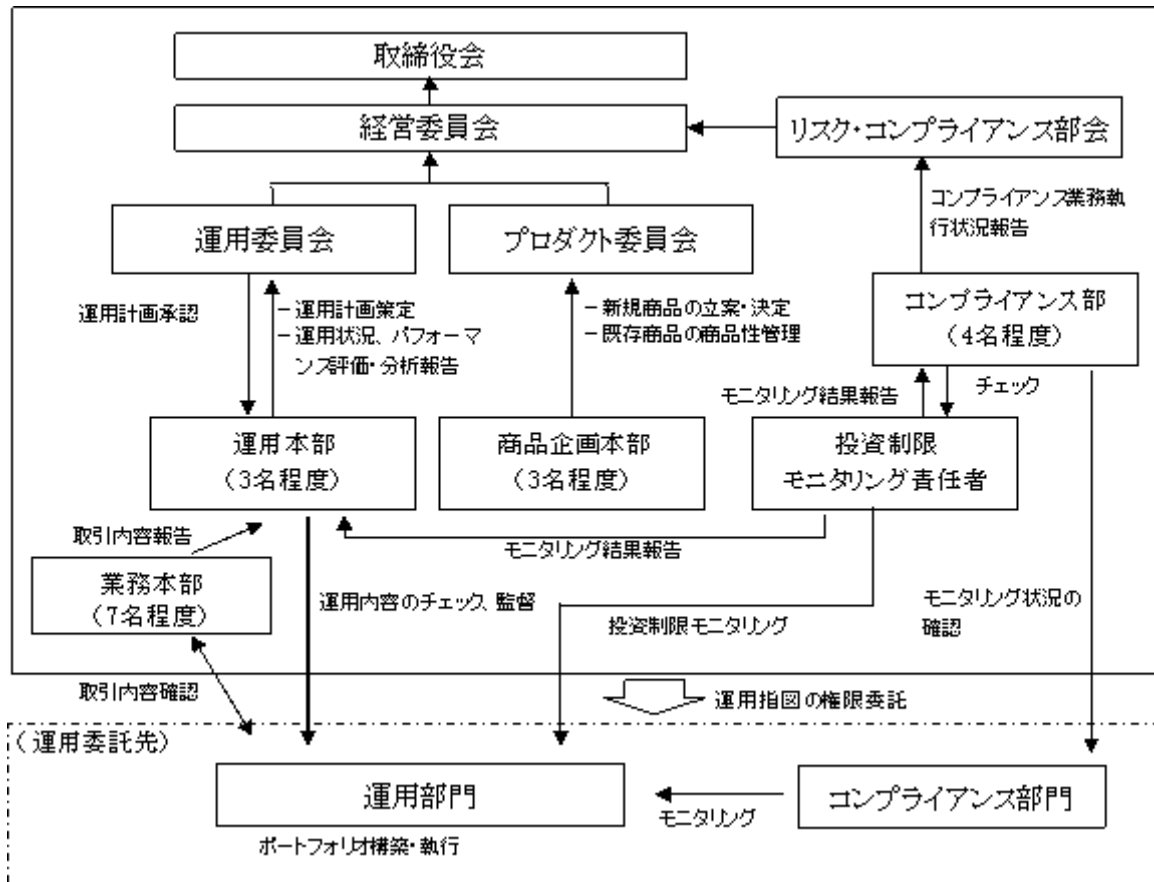 取締役会
経営委員会
リスク・コンプライアンス部会
コンプライアンス業務執
行状況報告
運用委員会
プロダクト委員会
運用計画承認
－運用計画策定
－運用状況、パフォーマ
ンス評価・分析報告
－新規商品の立案・決定
－既存商品の商品性管理
コンプライアンス部
（4名程度）
モニタリング結果報告
チェック
運用本部
（3名程度）
商品企画本部
（3名程度）
投資制限
モニタリング責任者
取引内容報告
モニタリング結果報告
業務本部
（7名程度）
運用内容のチェック、監督
投資制限モニタリング
モニタリング状況の
確認
取引内容確認
運用指図の権限委託
（運用委託先）
運用部門
コンプライアンス部門
モニタリング
ポートフォリオ構築・執行